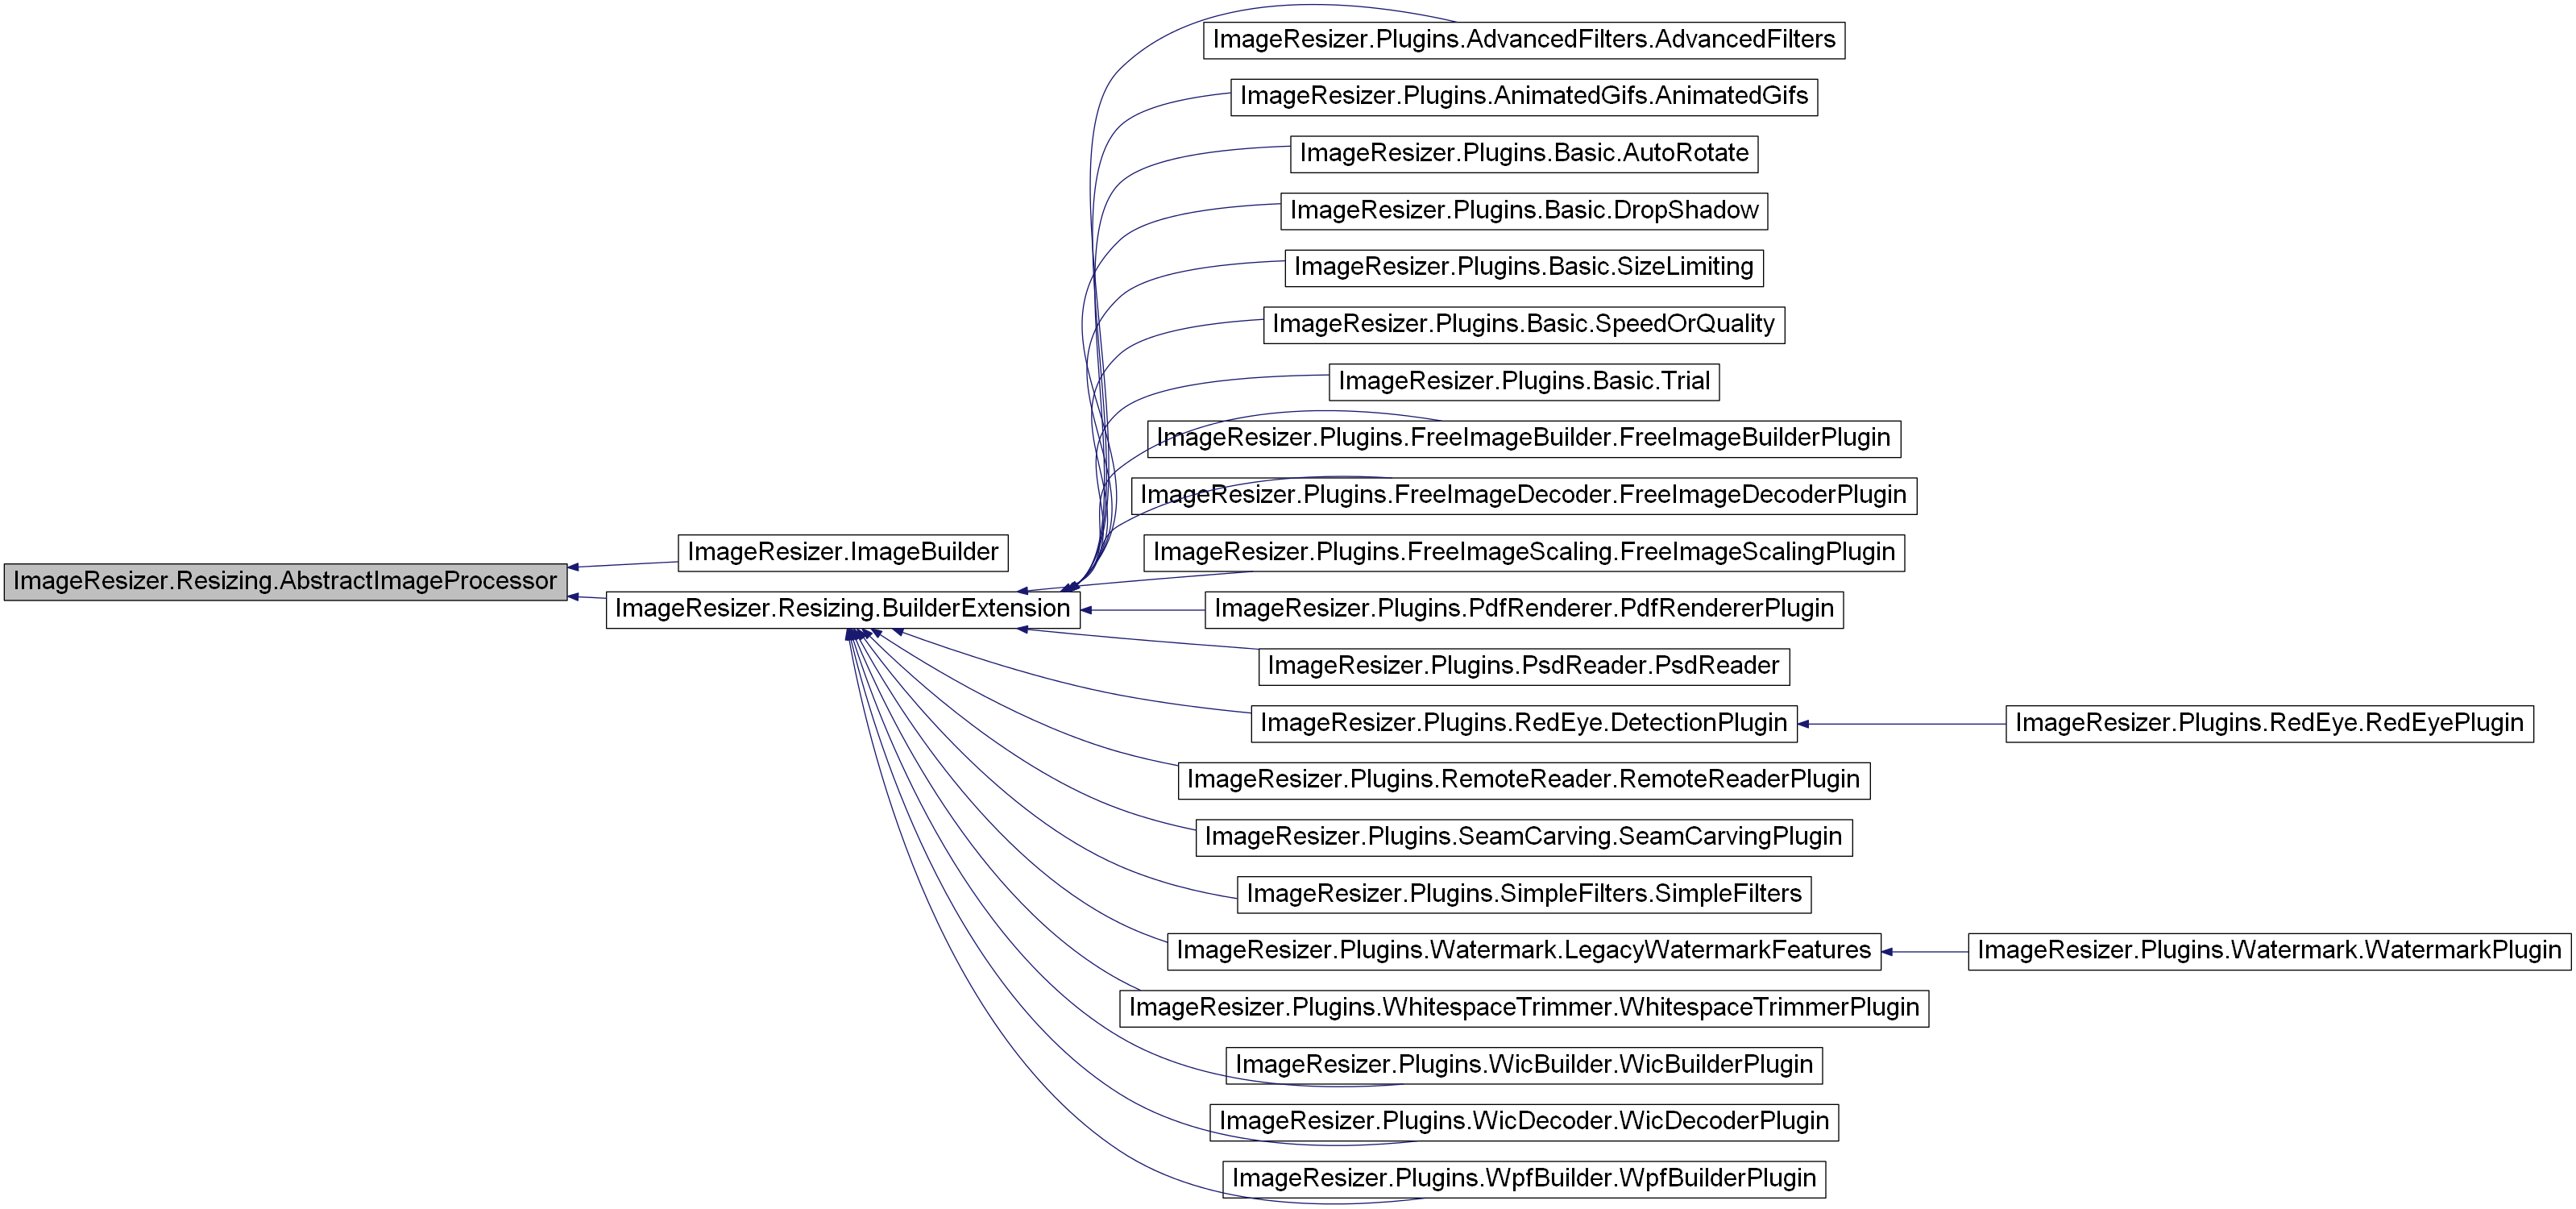 ImageResizer.Resizing.AbstractImageProcessor
ImageResizer.ImageBuilder
ImageResizer.Resizing.BuilderExtension
ImageResizer.Plugins.AdvancedFilters.AdvancedFilters
ImageResizer.Plugins.AnimatedGifs.AnimatedGifs
ImageResizer.Plugins.Basic.AutoRotate
ImageResizer.Plugins.Basic.DropShadow
ImageResizer.Plugins.Basic.SizeLimiting
ImageResizer.Plugins.Basic.SpeedOrQuality
ImageResizer.Plugins.Basic.Trial
ImageResizer.Plugins.FreeImageBuilder.FreeImageBuilderPlugin
ImageResizer.Plugins.FreeImageDecoder.FreeImageDecoderPlugin
ImageResizer.Plugins.FreeImageScaling.FreeImageScalingPlugin
ImageResizer.Plugins.PdfRenderer.PdfRendererPlugin
ImageResizer.Plugins.PsdReader.PsdReader
ImageResizer.Plugins.RedEye.DetectionPlugin
ImageResizer.Plugins.RedEye.RedEyePlugin
ImageResizer.Plugins.RemoteReader.RemoteReaderPlugin
ImageResizer.Plugins.SeamCarving.SeamCarvingPlugin
ImageResizer.Plugins.SimpleFilters.SimpleFilters
ImageResizer.Plugins.Watermark.LegacyWatermarkFeatures
ImageResizer.Plugins.Watermark.WatermarkPlugin
ImageResizer.Plugins.WhitespaceTrimmer.WhitespaceTrimmerPlugin
ImageResizer.Plugins.WicBuilder.WicBuilderPlugin
ImageResizer.Plugins.WicDecoder.WicDecoderPlugin
ImageResizer.Plugins.WpfBuilder.WpfBuilderPlugin